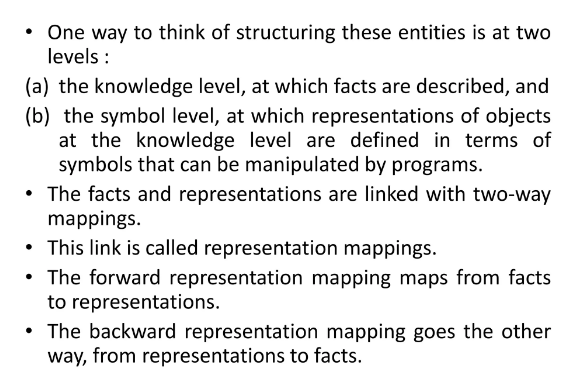 • One way to think of structuring these entities is at two
levels :
(a) the knowledge level, at which facts are described, and
(b) the symbol level, at which representations of objects
at the knowledge level are defined in terms of
symbols that can be manipulated by programs.
• The facts and representations are linked with two-way
mappings.
• This link is called representation mappings.
• The forward representation mapping maps from facts
to representations.
• The backward representation mapping goes the other
way, from representations to facts.